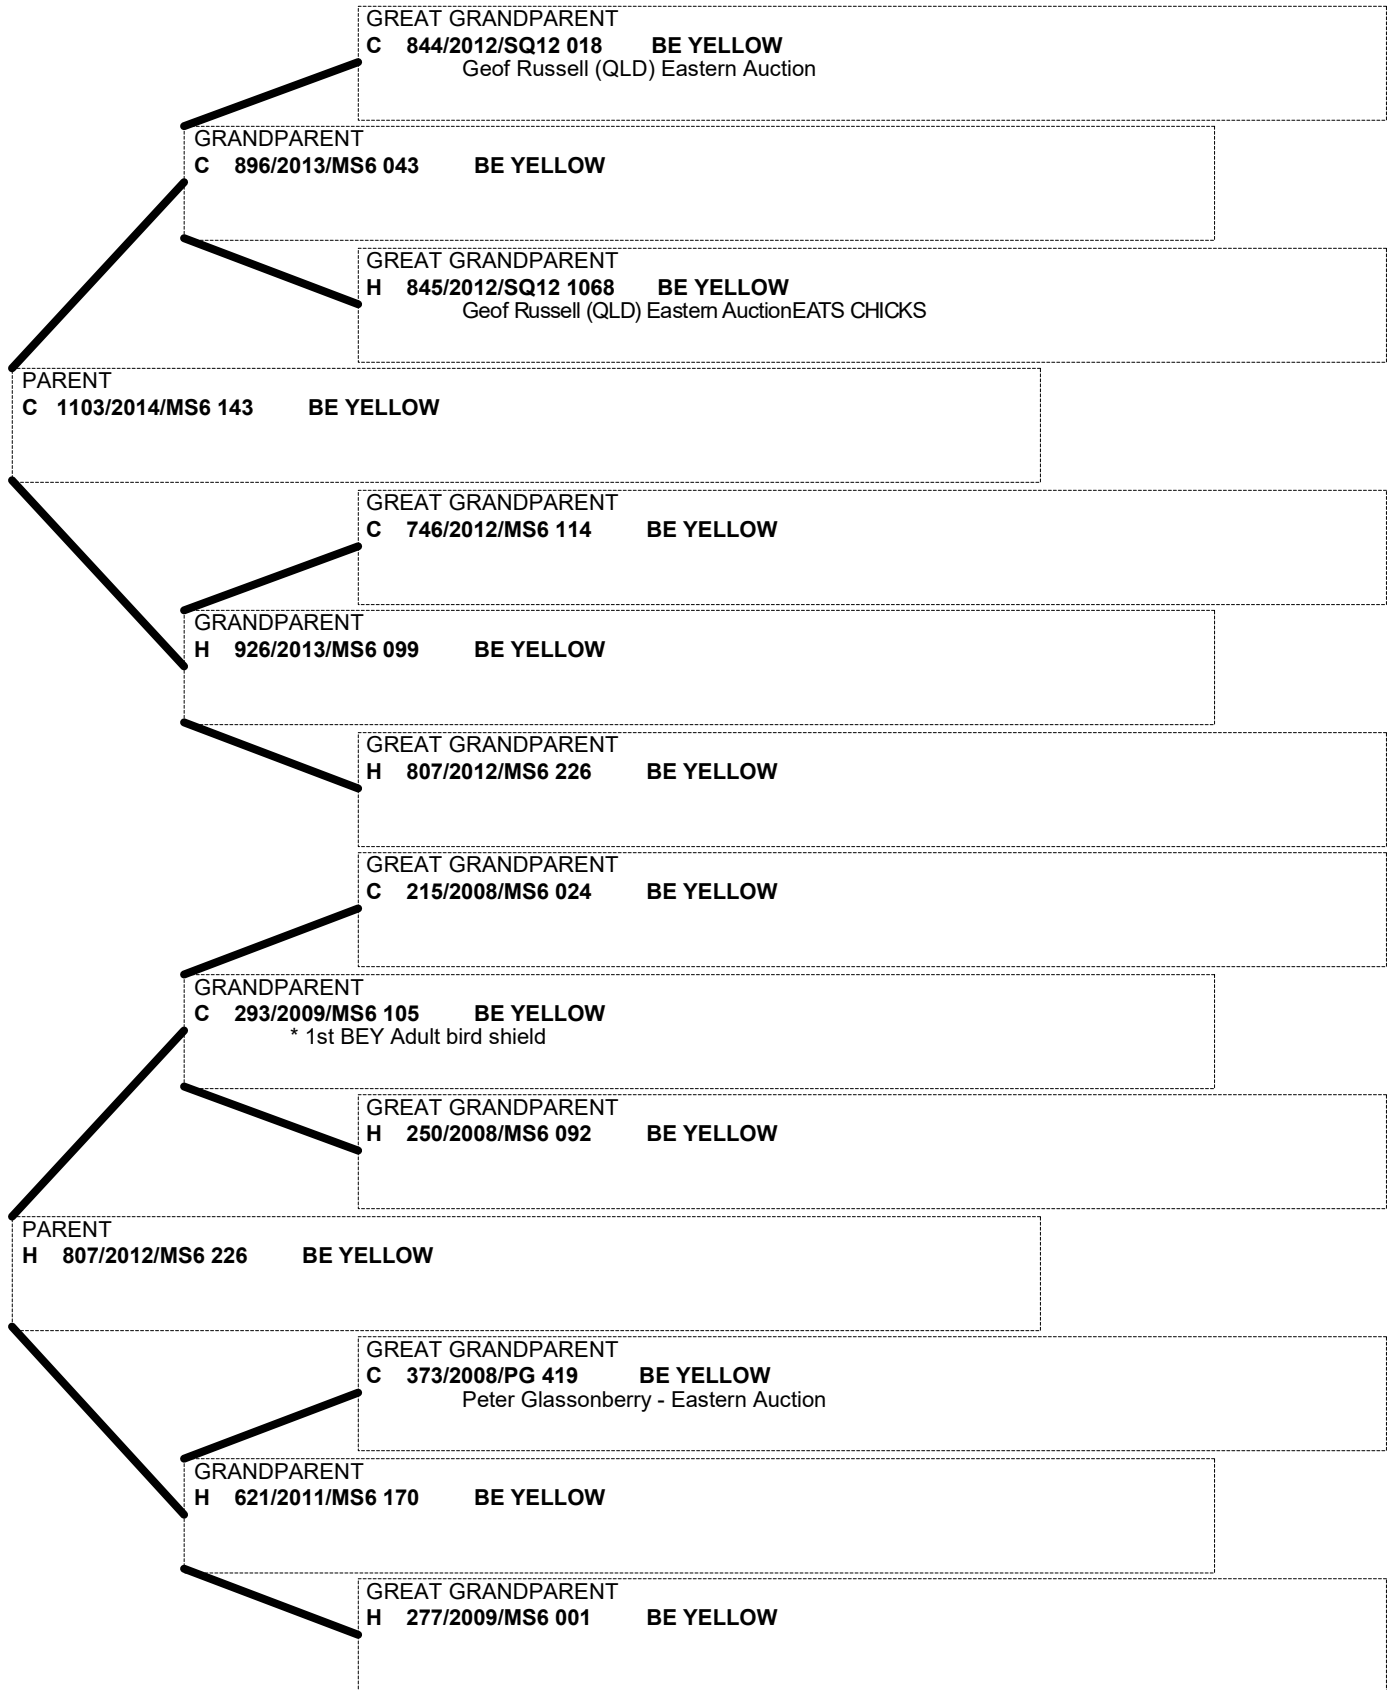 GREAT GRANDPARENT
C 844/2012/SQ12 018 BE YELLOW
Geof Russell (QLD) Eastern Auction
GRANDPARENT
C 896/2013/MS6 043 BE YELLOW
GREAT GRANDPARENT
H 845/2012/SQ12 1068 BE YELLOW
Geof Russell (QLD) Eastern AuctionEATS CHICKS
PARENT
C 1103/2014/MS6 143 BE YELLOW
GREAT GRANDPARENT
C 746/2012/MS6 114 BE YELLOW
GRANDPARENT
H 926/2013/MS6 099 BE YELLOW
GREAT GRANDPARENT
H 807/2012/MS6 226 BE YELLOW
GREAT GRANDPARENT
C 215/2008/MS6 024 BE YELLOW
GRANDPARENT
C 293/2009/MS6 105 BE YELLOW
* 1st BEY Adult bird shield
GREAT GRANDPARENT
H 250/2008/MS6 092 BE YELLOW
PARENT
H 807/2012/MS6 226 BE YELLOW
GREAT GRANDPARENT
C 373/2008/PG 419 BE YELLOW
Peter Glassonberry - Eastern Auction
GRANDPARENT
H 621/2011/MS6 170 BE YELLOW
GREAT GRANDPARENT
H 277/2009/MS6 001 BE YELLOW